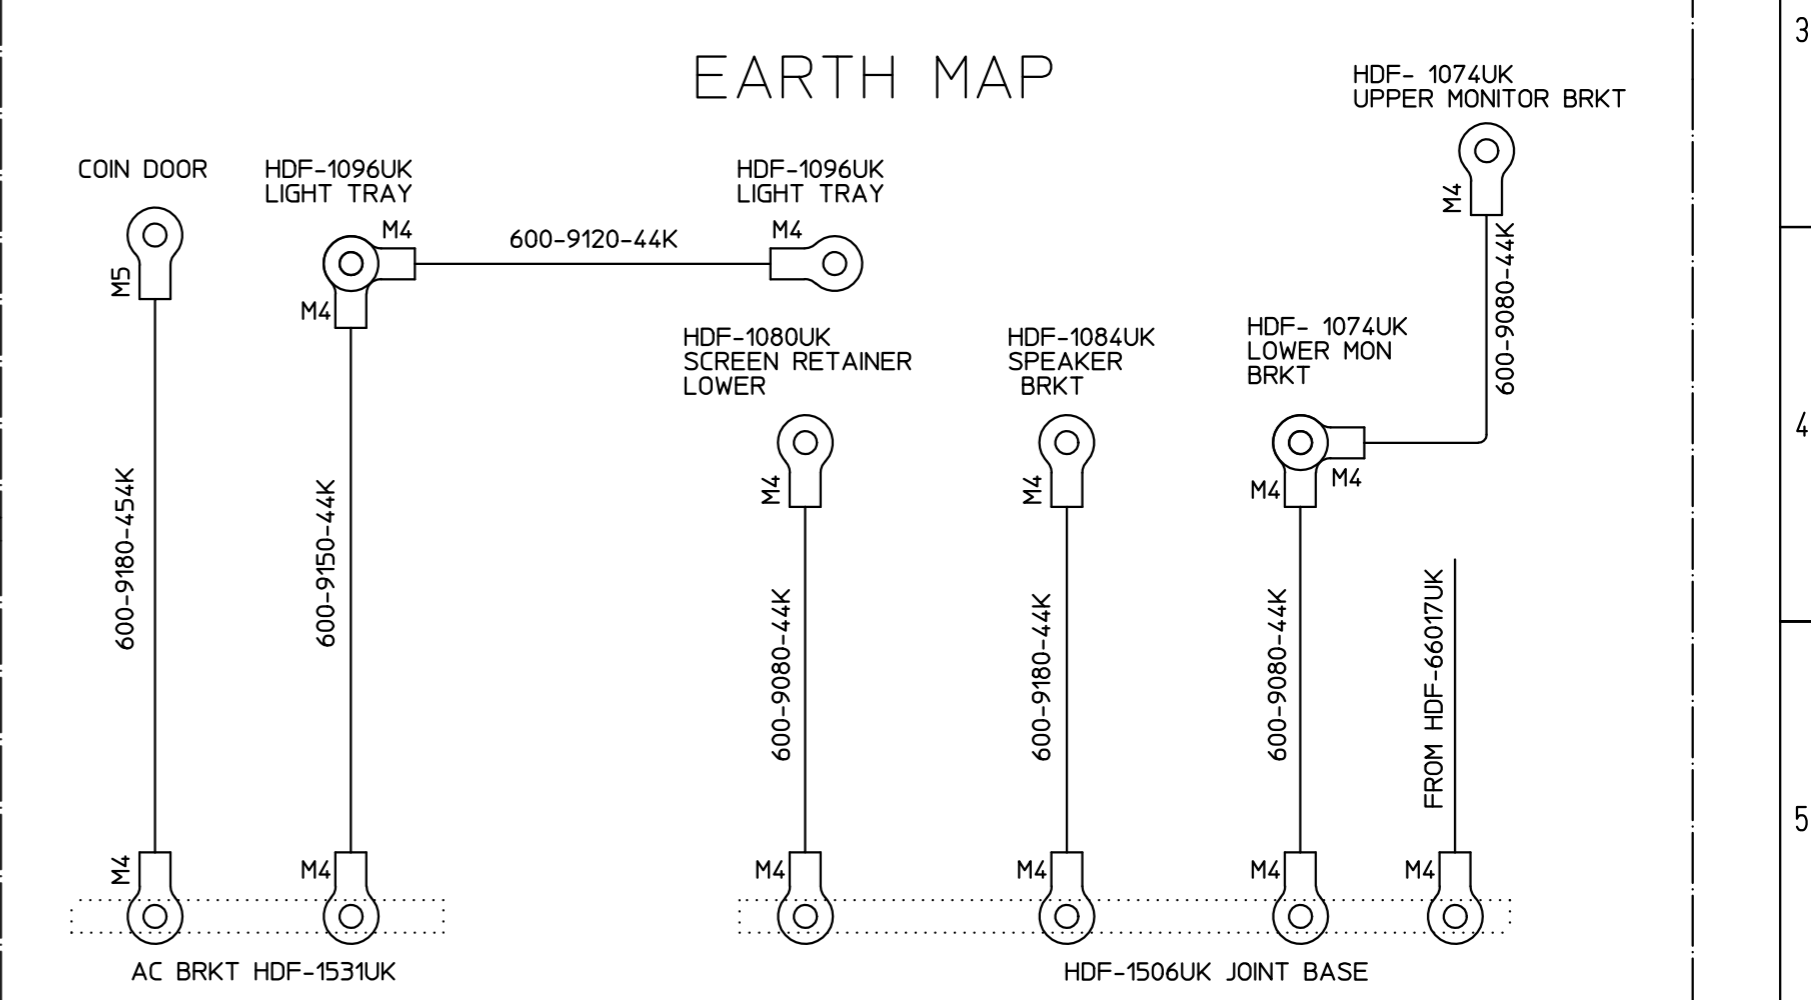 3
EARTH MAP
HDF- 1074UK
UPPER MONITOR BRKT
M4
600-9080-44K
COIN DOOR
M5
600-9180-454K
M4
HDF-1096UK
LIGHT TRAY
M4
M4
600-9120-44K
HDF-1096UK
LIGHT TRAY
M4
600-9150-44K
M4
HDF-1080UK
SCREEN RETAINER
LOWER
M4
600-9080-44K
M4
HDF-1084UK
SPEAKER
BRKT
M4
600-9180-44K
M4
HDF- 1074UK
LOWER MON
BRKT
M4
M4
600-9080-44K
M4
FROM HDF-66017UK
M4
4
5
AC BRKT HDF-1531UK
HDF-1506UK JOINT BASE